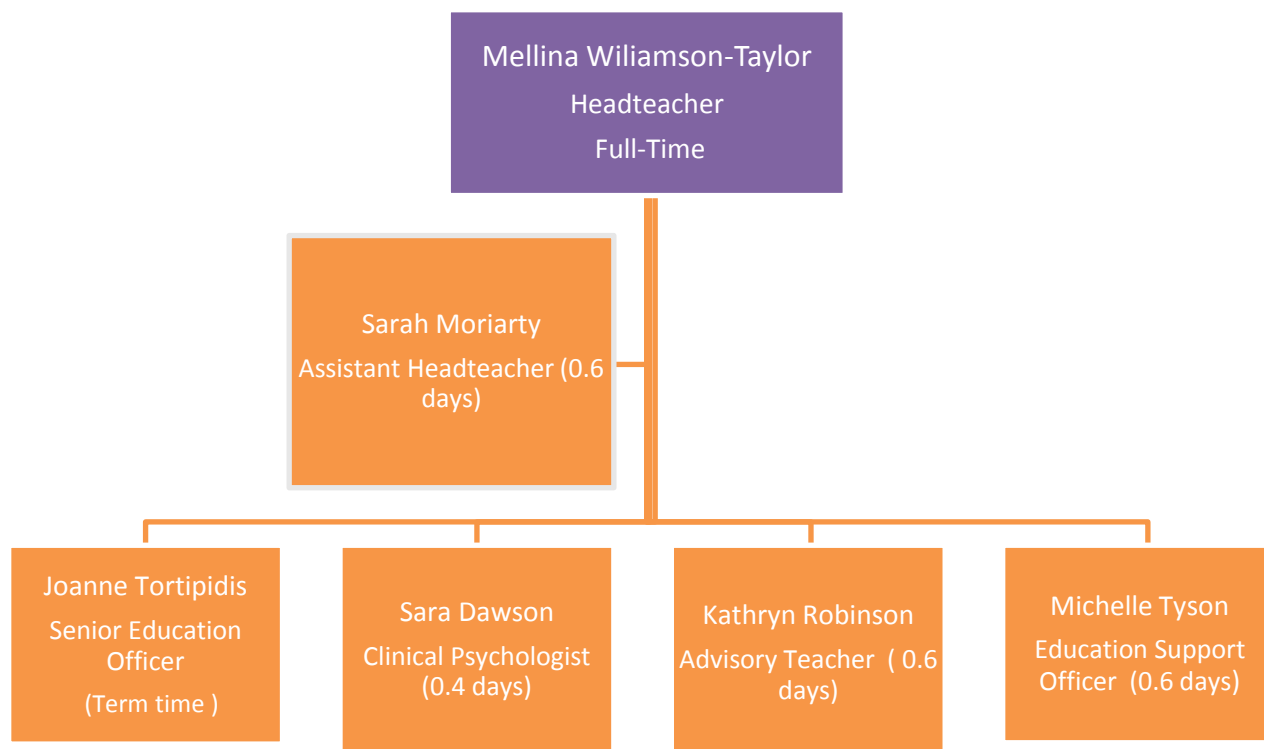 Mellina Wiliamson-Taylor
Headteacher
Full-Time
Sarah Moriarty
Assistant Headteacher (0.6
days)
Joanne Tortipidis
Senior Education
Officer
(Term time )
Sara Dawson
Clinical Psychologist
(0.4 days)
Kathryn Robinson
Advisory Teacher ( 0.6
days)
Michelle Tyson
Education Support
Officer (0.6 days)